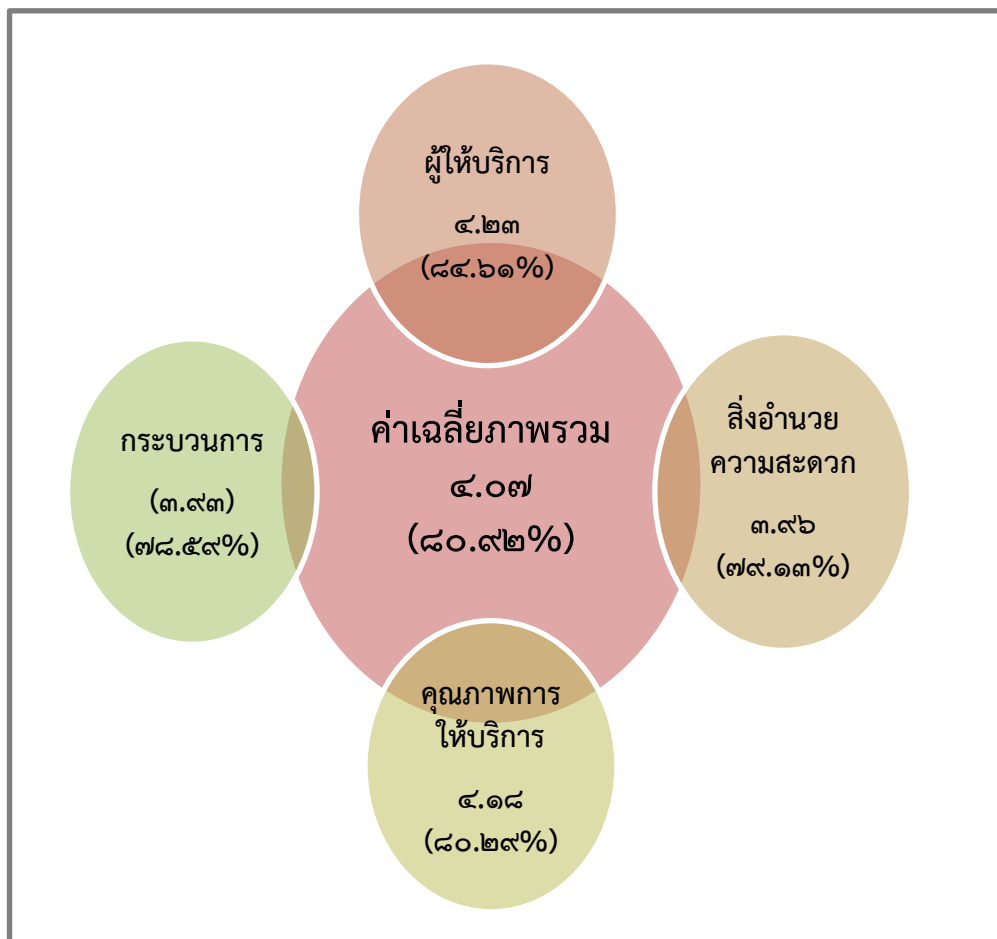 ผู้ให้บริการ
๔.๒๓
(๘๔.๖๑%)
ค่าเฉลี่ยภาพรวม
๔.๐๗
(๘๐.๙๒%)
กระบวนการ
(๓.๙๓)
(๗๘.๕๙%)
สิ่งอำนวย
ความสะดวก
๓.๙๖
(๗๙.๑๓%)
คุณภาพการ
ให้บริการ
๔.๑๘
(๘๐.๒๙%)